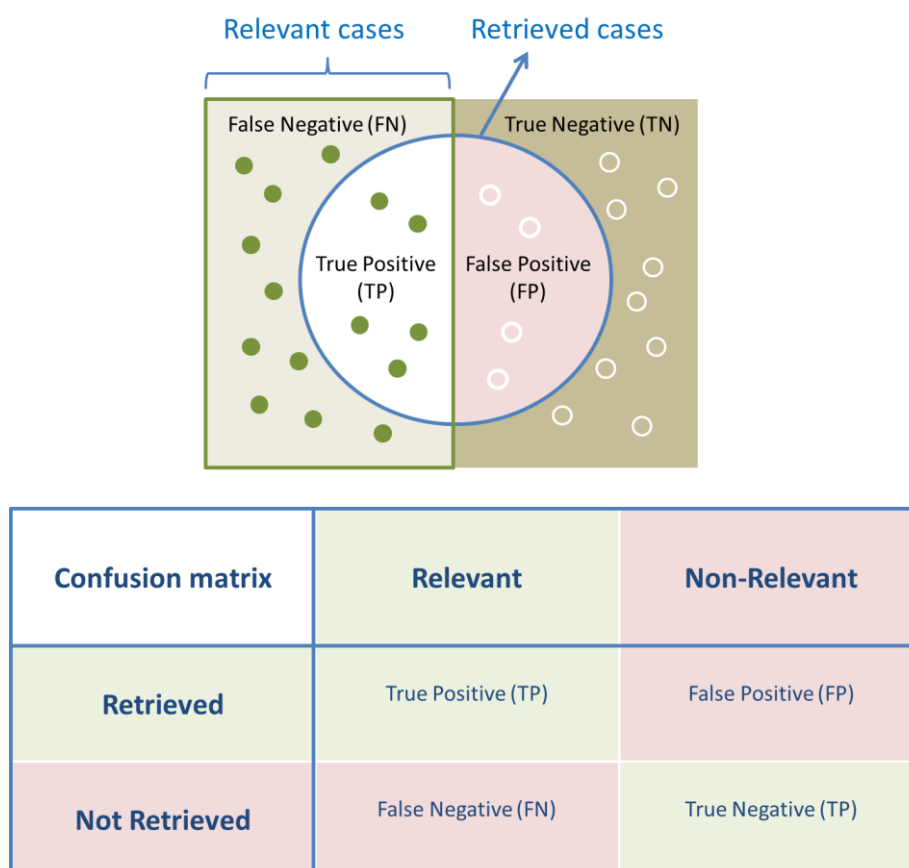 Relevant cases
Retrieved cases
False Negative (FN)
True Negative (TN)
True Positive
(TP)
False Positive
(FP)
Confusion matrix
Relevant
Non-Relevant
Retrieved
True Positive (TP)
False Positive (FP)
Not Retrieved
False Negative (FN)
True Negative (TP)